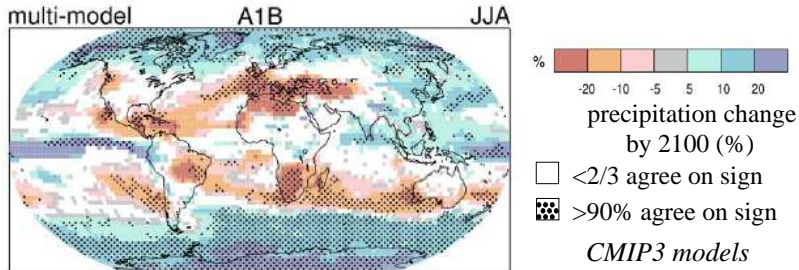 multi-model A1B JJA
%
-20 -10 -5 5 10 20
precipitation change
by 2100 (%)
<2/3 agree on sign
>90% agree on sign
CMIP3 models